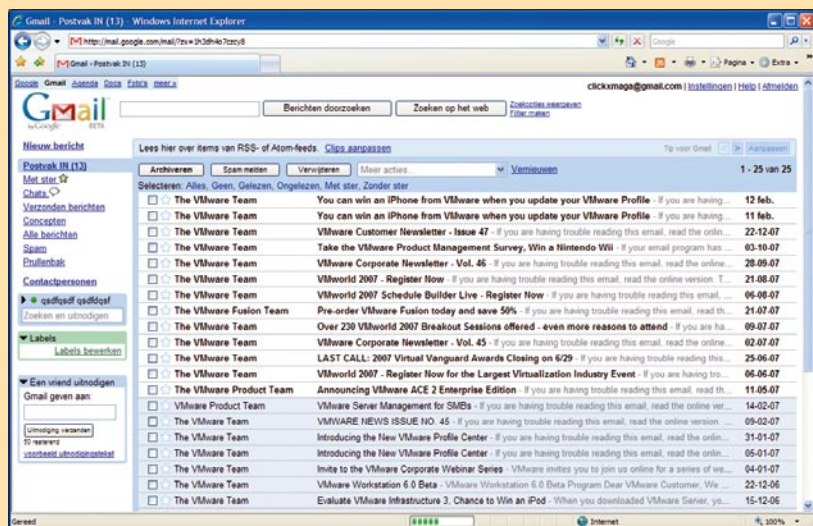 Gmail - Postvak IN (13) - Windows Internet Explorer
http://mail.google.com/mail/?zx=1h3dh4o7czcy8
Google
Gmail - Postvak IN (13)
Pagina
Extra
Google Gmail Agenda Docs Foto's meer
clickxmaga@gmail.com | Instellingen | Help | Afmelden
Gmail
by Google BETA
Berichten doorzoeken
Zoeken op het web
Zoekopties weergeven
Filter maken
Nieuw bericht
Postvak IN (13)
Met ster
Chats
Verzonden berichten
Concepten
Alle berichten
Spam
Prullenbak
Contactpersonen
qsdfqsdf qsdfdqsf
Zoeken en uitnodigen
Labels
Labels bewerken
Een vriend uitnodigen
Gmail geven aan:
Uitnodiging verzenden
50 resterend
voorbeeld uitnodigingstekst
Lees hier over items van RSS- of Atom-feeds. Clips aanpassen
Tip voor Gmail < > Aanpassen
Archiveren Spam melden Verwijderen Meer acties... Vernieuwen 1 - 25 van 25
Selecteren: Alles, Geen, Gelezen, Ongelezen, Met ster, Zonder ster
The VMware Team You can win an iPhone from VMware when you update your VMware Profile - If you are having... 12 feb.
The VMware Team You can win an iPhone from VMware when you update your VMware Profile - If you are having... 11 feb.
The VMware Team VMware Customer Newsletter - Issue 47 - If you are having trouble reading this email, read the onlin... 22-12-07
The VMware Team Take the VMware Product Management Survey, Win a Nintendo Wii - If your email program has ... 03-10-07
The VMware Team VMware Corporate Newsletter - Vol. 46 - If you are having trouble reading this email, read the online... 28-09-07
The VMware Team VMworld 2007 - Register Now - If you are having trouble reading this email, read the online version. T... 21-08-07
The VMware Team VMworld 2007 Schedule Builder Live - Register Now - If you are having trouble reading this email, ... 06-08-07
The VMware Fusion Team Pre-order VMware Fusion today and save 50% - If you are having trouble reading this email, read t... 21-07-07
The VMware Team Over 230 VMworld 2007 Breakout Sessions offered - even more reasons to attend - If you are ha... 09-07-07
The VMware Team VMware Corporate Newsletter - Vol. 45 - If you are having trouble reading this email, read the online... 02-07-07
The VMware Team LAST CALL: 2007 Virtual Vanguard Awards Closing on 6/29 - If you are having trouble reading this... 25-06-07
The VMware Team VMworld 2007 - Register Now for the Largest Virtualization Industry Event - If you are having tro... 06-06-07
The VMware Product Team Announcing VMware ACE 2 Enterprise Edition - If you are having trouble reading this email, read th... 11-05-07
VMware Product Team VMware Server Management for SMBs - If you are having trouble reading this email, read the online ver... 14-02-07
The VMware Team VMWARE NEWS ISSUE NO. 45 - If you are having trouble reading this email, read the online version. ... 09-02-07
The VMware Team Introducing the New VMware Profile Center - If you are having trouble reading this email, read the onlin... 31-01-07
The VMware Team Introducing the New VMware Profile Center - If you are having trouble reading this email, read the onlin... 05-01-07
The VMware Team Invite to the VMware Corporate Webinar Series - VMware invites you to join us online for a series of we... 04-01-07
The VMware Team VMware Workstation 6.0 Beta - VMware Workstation 6.0 Beta Program Dear VMware Customer, We ... 22-12-06
The VMware Team Evaluate VMware Infrastructure 3, Chance to Win an iPod - When you downloaded VMware Server, yo... 15-12-06
Gereed
Internet
100%